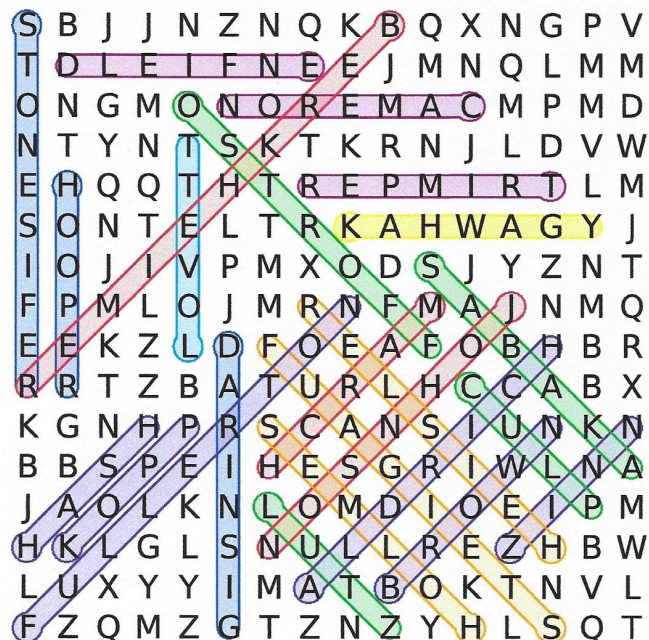 S B J J N Z N Q K B Q X N G P V
T D L E I F N E E J M N Q L M M
O N G M O N O R E M A C M P M D
N T Y N T S K T K R N J L D V W
E H Q Q T H T R E P M I R T L M
S O N T E L T R K A H W A G Y J
I O J I V P M X O D S J Y Z N T
F P M L O J M R N F M A J N M Q
E E K Z L D F O E A F O B H B R
R R T Z B A T U R L H C C A B X
K G N H P R S C A N S I U N K N
B B S P E I H E S G R I W L N A
J A O L K N L O M D I O E I P M
H K L G L S N U L L R E Z H B W
L U X Y Y I M A T B O K T N V L
F Z Q M Z G T Z N Z Y H L S O T